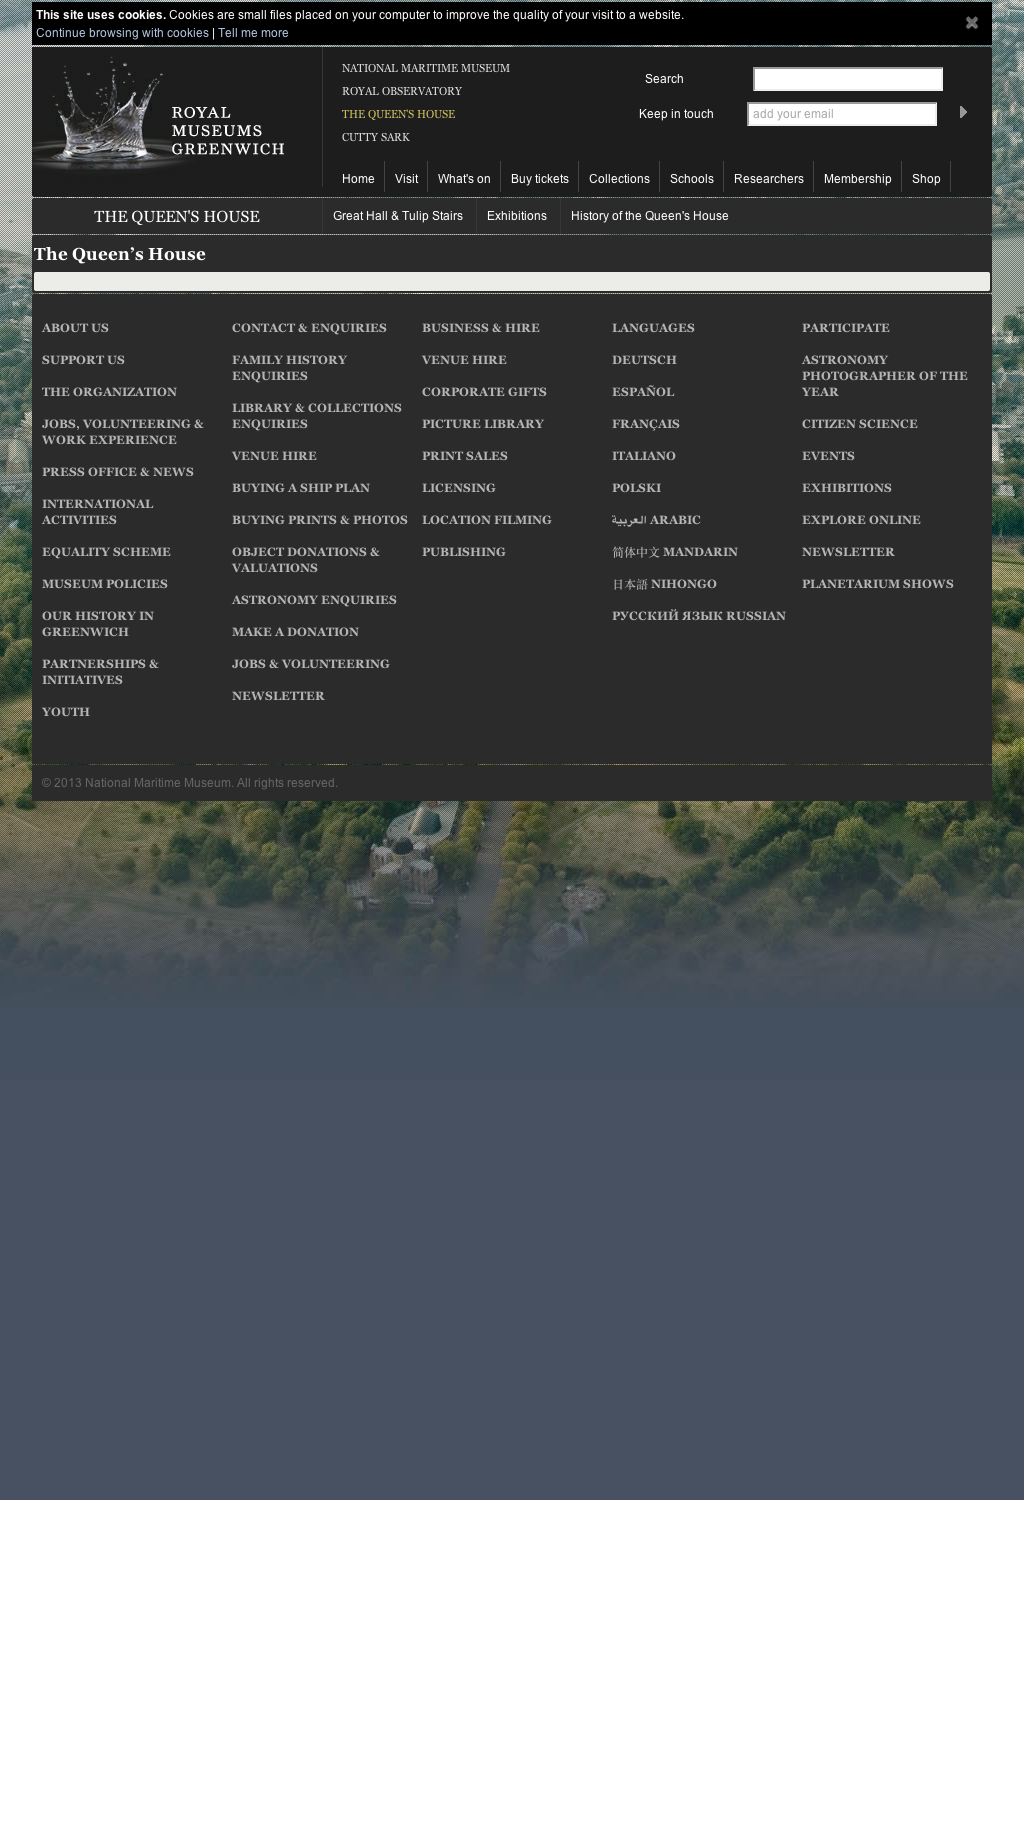 This site uses cookies. Cookies are small files placed on your computer to improve the quality of your visit to a website.
Continue browsing with cookies | Tell me more
ROYAL
MUSEUMS
GREENWICH
NATIONAL MARITIME MUSEUM
ROYAL OBSERVATORY
THE QUEEN'S HOUSE
CUTTY SARK
Search
Keep in touch add your email
Home Visit What's on Buy tickets Collections Schools Researchers Membership Shop
THE QUEEN'S HOUSE Great Hall & Tulip Stairs Exhibitions History of the Queen's House
The Queen’s House
ABOUT US
SUPPORT US
THE ORGANIZATION
JOBS, VOLUNTEERING &
WORK EXPERIENCE
PRESS OFFICE & NEWS
INTERNATIONAL
ACTIVITIES
EQUALITY SCHEME
MUSEUM POLICIES
OUR HISTORY IN
GREENWICH
PARTNERSHIPS &
INITIATIVES
YOUTH
CONTACT & ENQUIRIES
FAMILY HISTORY
ENQUIRIES
LIBRARY & COLLECTIONS
ENQUIRIES
VENUE HIRE
BUYING A SHIP PLAN
BUYING PRINTS & PHOTOS
OBJECT DONATIONS &
VALUATIONS
ASTRONOMY ENQUIRIES
MAKE A DONATION
JOBS & VOLUNTEERING
NEWSLETTER
BUSINESS & HIRE
VENUE HIRE
CORPORATE GIFTS
PICTURE LIBRARY
PRINT SALES
LICENSING
LOCATION FILMING
PUBLISHING
LANGUAGES
DEUTSCH
ESPAÑOL
FRANÇAIS
ITALIANO
POLSKI
العربية ARABIC
简体中文 MANDARIN
日本語 NIHONGO
РУССКИЙ ЯЗЫК RUSSIAN
PARTICIPATE
ASTRONOMY
PHOTOGRAPHER OF THE
YEAR
CITIZEN SCIENCE
EVENTS
EXHIBITIONS
EXPLORE ONLINE
NEWSLETTER
PLANETARIUM SHOWS
© 2013 National Maritime Museum. All rights reserved.